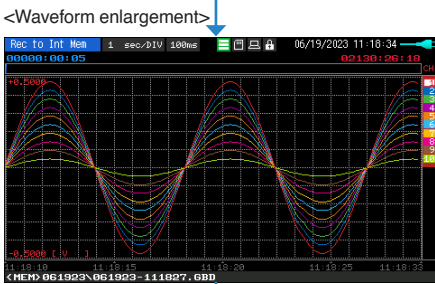 <Waveform enlargement>
Rec to Int Mem 1 sec/DIV 100ms 06/19/2023 11:18:34
00000:00:05 02130:26:18
CH
+0.5000
1
2
3
4
5
6
7
8
9
10
-0.5000 [ V ]
11:18:10 11:18:15 11:18:20 11:18:25 11:18:33
<MEM>061923\061923-111827.GBD